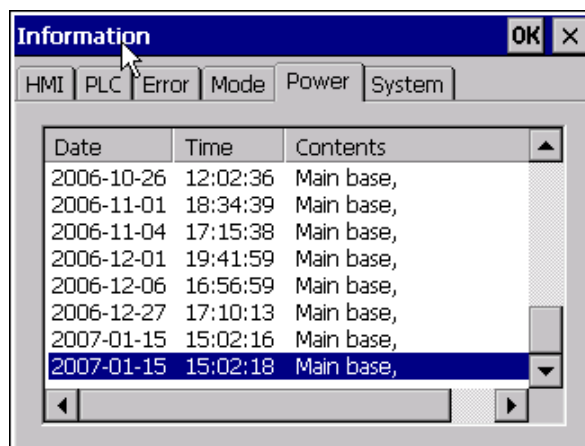 Information OK ×
HMI PLC Error Mode Power System
Date Time Contents
2006-10-26 12:02:36 Main base,
2006-11-01 18:34:39 Main base,
2006-11-04 17:15:38 Main base,
2006-12-01 19:41:59 Main base,
2006-12-06 16:56:59 Main base,
2006-12-27 17:10:13 Main base,
2007-01-15 15:02:16 Main base,
2007-01-15 15:02:18 Main base,